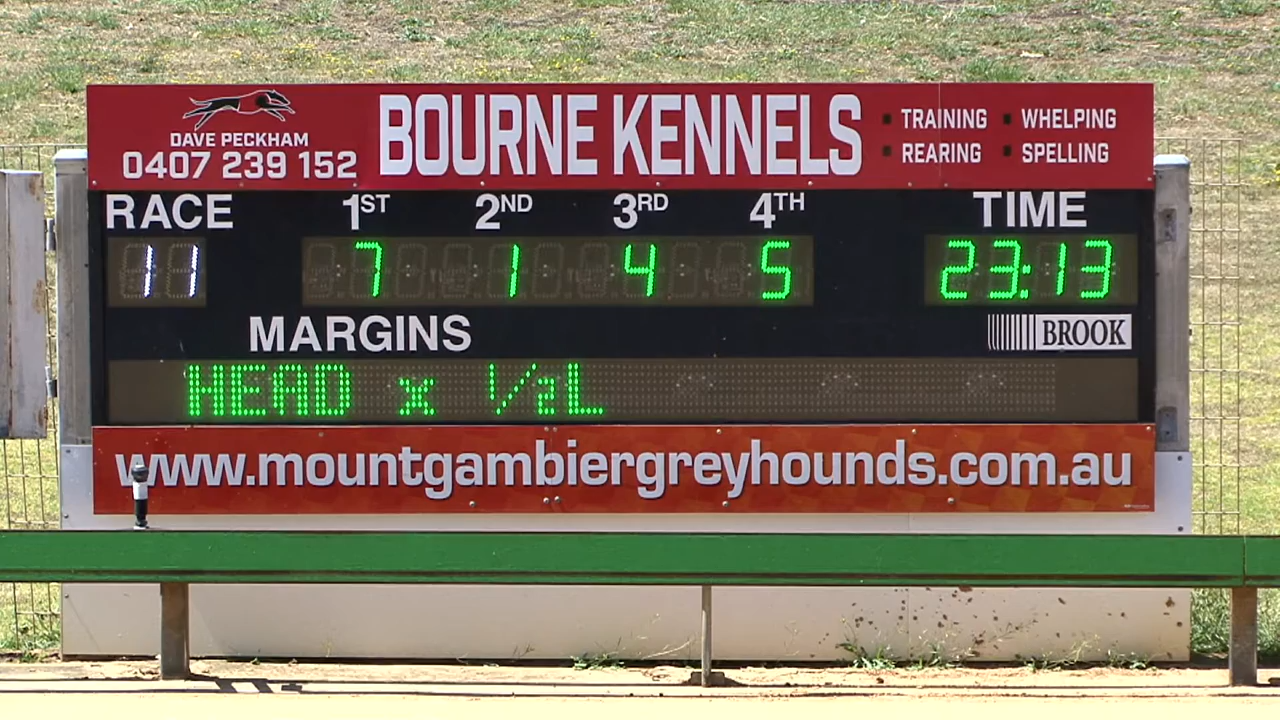 DAVE PECKHAM
0407 239 152
BOURNE KENNELS
TRAINING WHELPING
REARING SPELLING
RACE 1ST 2ND 3RD 4TH TIME
11 7 1 4 5 23:13
MARGINS
BROOK
HEAD x 1/2L
www.mountgambiergreyhounds.com.au